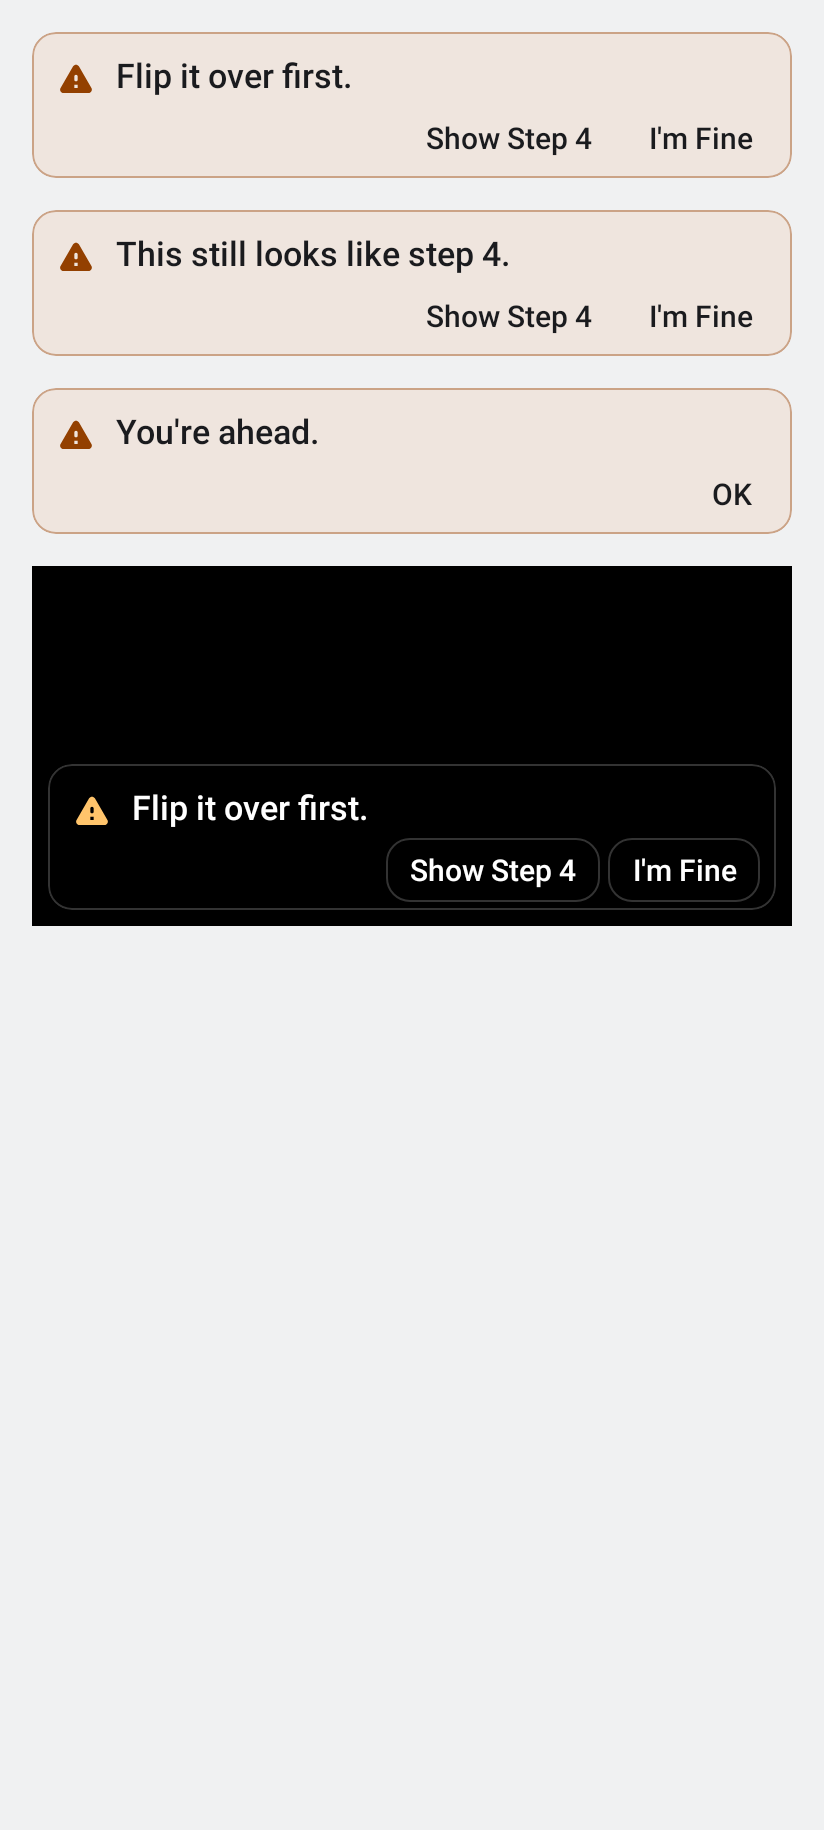 Flip it over first.
Show Step 4 I'm Fine
This still looks like step 4.
Show Step 4 I'm Fine
You're ahead.
OK
Flip it over first.
Show Step 4 I'm Fine